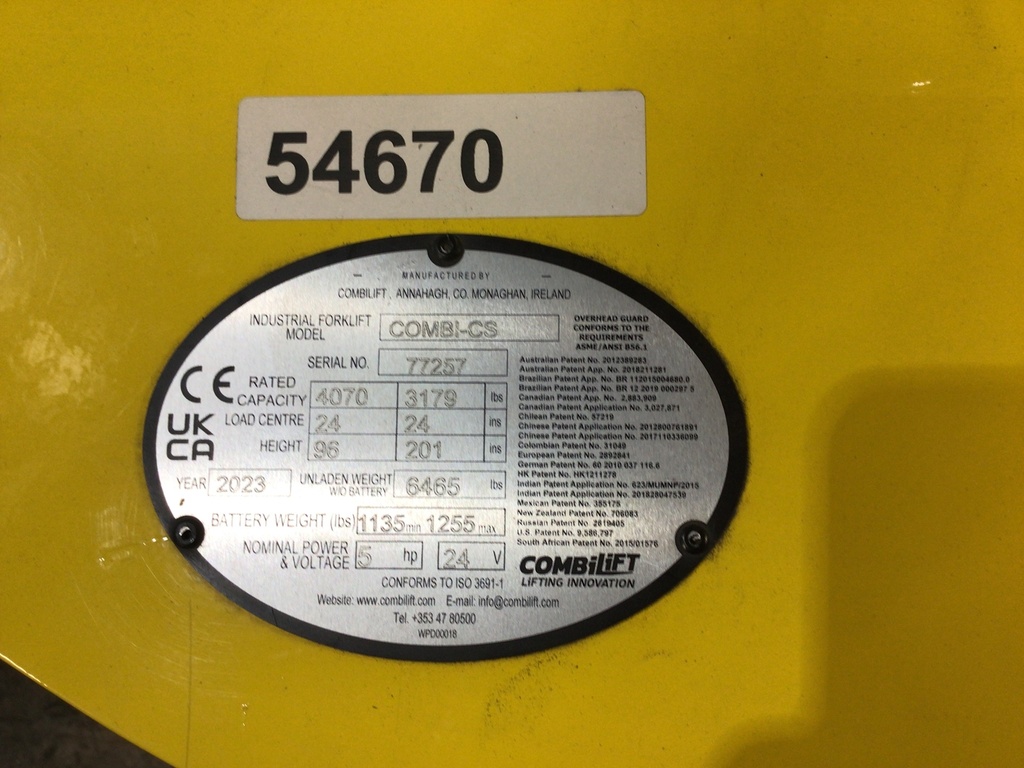 54670
MANUFACTURED BY
COMBILIFT, ANNAHAGH, CO. MONAGHAN, IRELAND
INDUSTRIAL FORKLIFT MODEL COMBI-CS
SERIAL NO. 77257
CE
UK
CA
RATED CAPACITY 4070 3179 lbs
LOAD CENTRE 24 24 ins
HEIGHT 96 201 ins
YEAR 2023 UNLADEN WEIGHT W/O BATTERY 6465 lbs
BATTERY WEIGHT (lbs) 1135 min 1255 max
NOMINAL POWER & VOLTAGE 5 hp 24 V
OVERHEAD GUARD
CONFORMS TO THE
REQUIREMENTS
ASME/ANSI B56.1
Australian Patent No. 2012389283
Australian Patent App. No. 2018211281
Brazilian Patent App. No. BR 112015004680.0
Brazilian Patent App. No. BR 12 2019 000297 5
Canadian Patent App. No. 2,883,909
Canadian Patent Application No. 3,027,871
Chilean Patent No. 57219
Chinese Patent Application No. 2012800761891
Chinese Patent Application No. 2017110336099
Colombian Patent No. 31049
European Patent No. 2892841
German Patent No. 60 2010 037 116.6
HK Patent No. HK1211278
Indian Patent Application No. 623/MUMNP/2015
Indian Patent Application No. 201828047539
Mexican Patent No. 355175
New Zealand Patent No. 706083
Russian Patent No. 2619405
U.S. Patent No. 9,586,797
South African Patent No. 2015/01576
COMBiLiFT
LIFTING INNOVATION
CONFORMS TO ISO 3691-1
Website: www.combilift.com E-mail: info@combilift.com
Tel. +353 47 80500
WPD00018